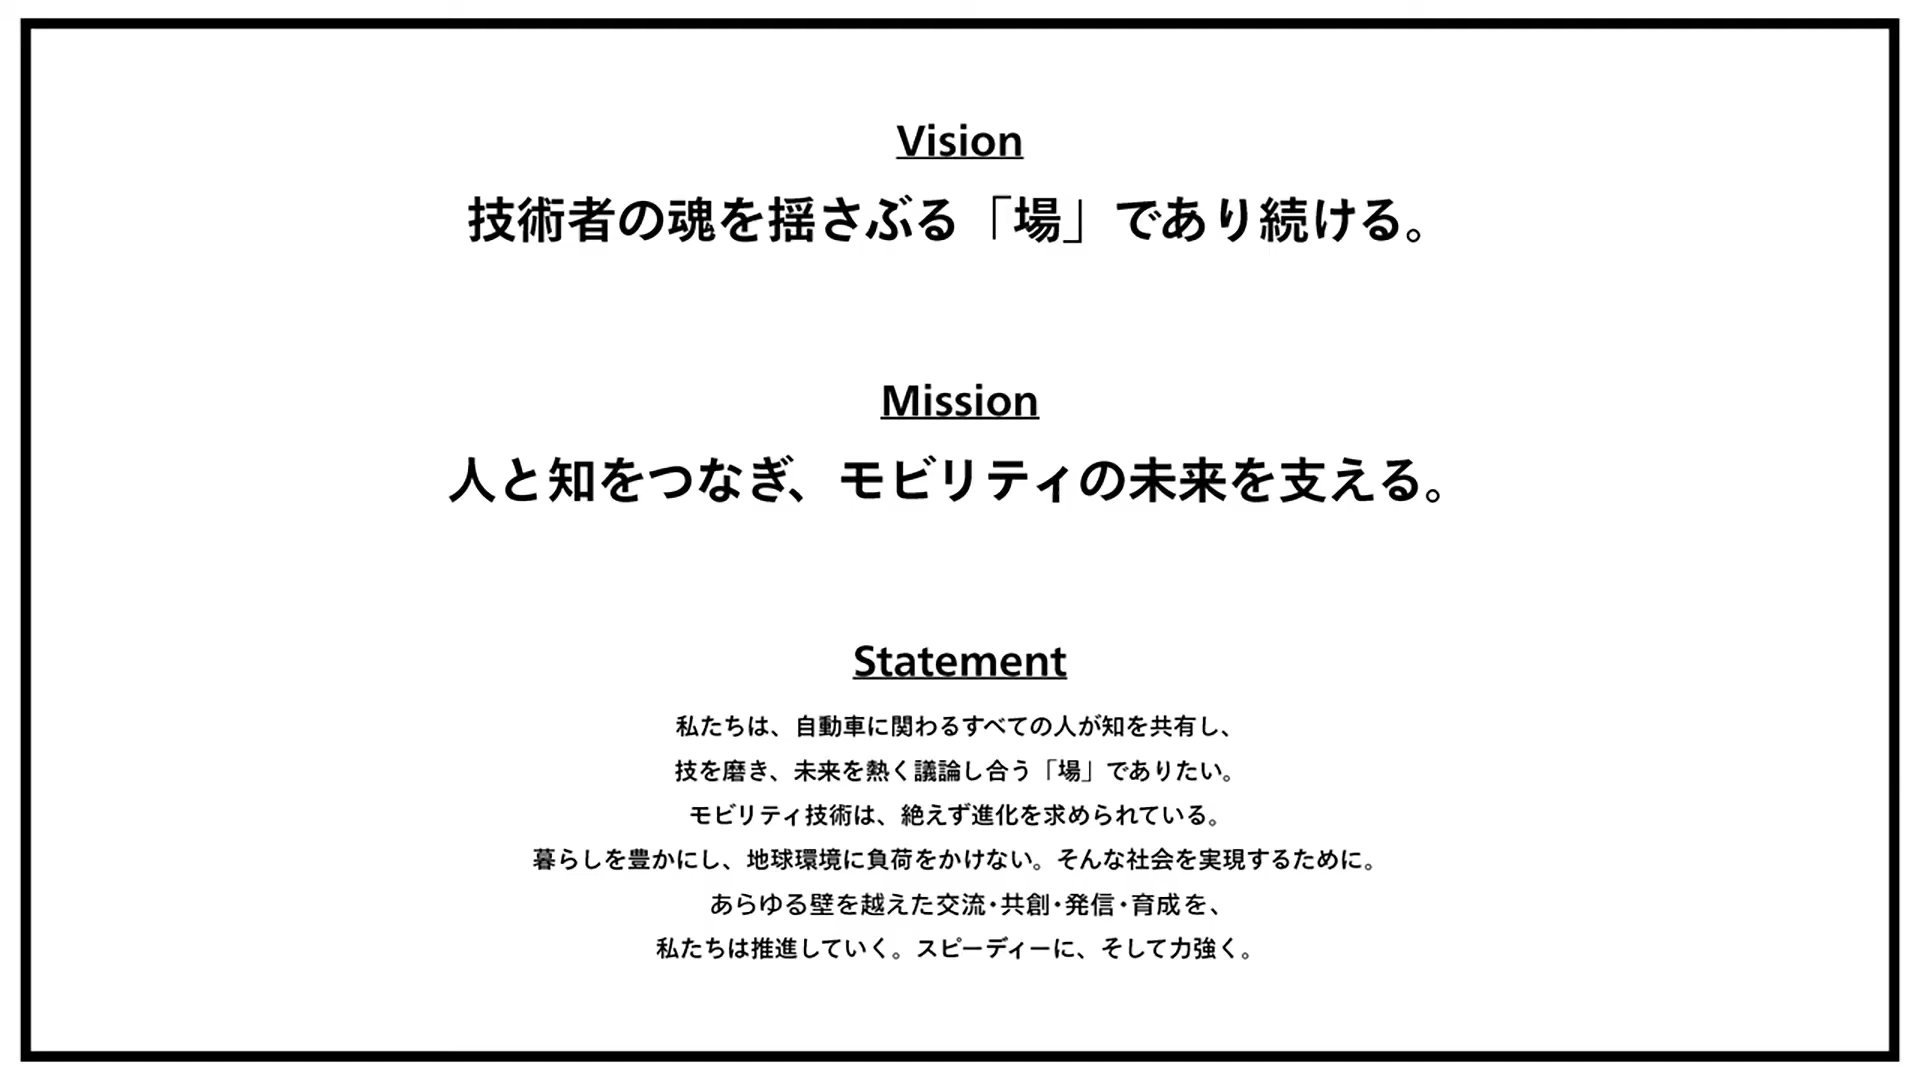 Vision
技術者の魂を揺さぶる「場」であり続ける。
Mission
人と知をつなぎ、モビリティの未来を支える。
Statement
私たちは、自動車に関わるすべての人が知を共有し、
技を磨き、未来を熱く議論し合う「場」でありたい。
モビリティ技術は、絶えず進化を求められている。
暮らしを豊かにし、地球環境に負荷をかけない。そんな社会を実現するために。
あらゆる壁を越えた交流・共創・発信・育成を、
私たちは推進していく。スピーディーに、そして力強く。